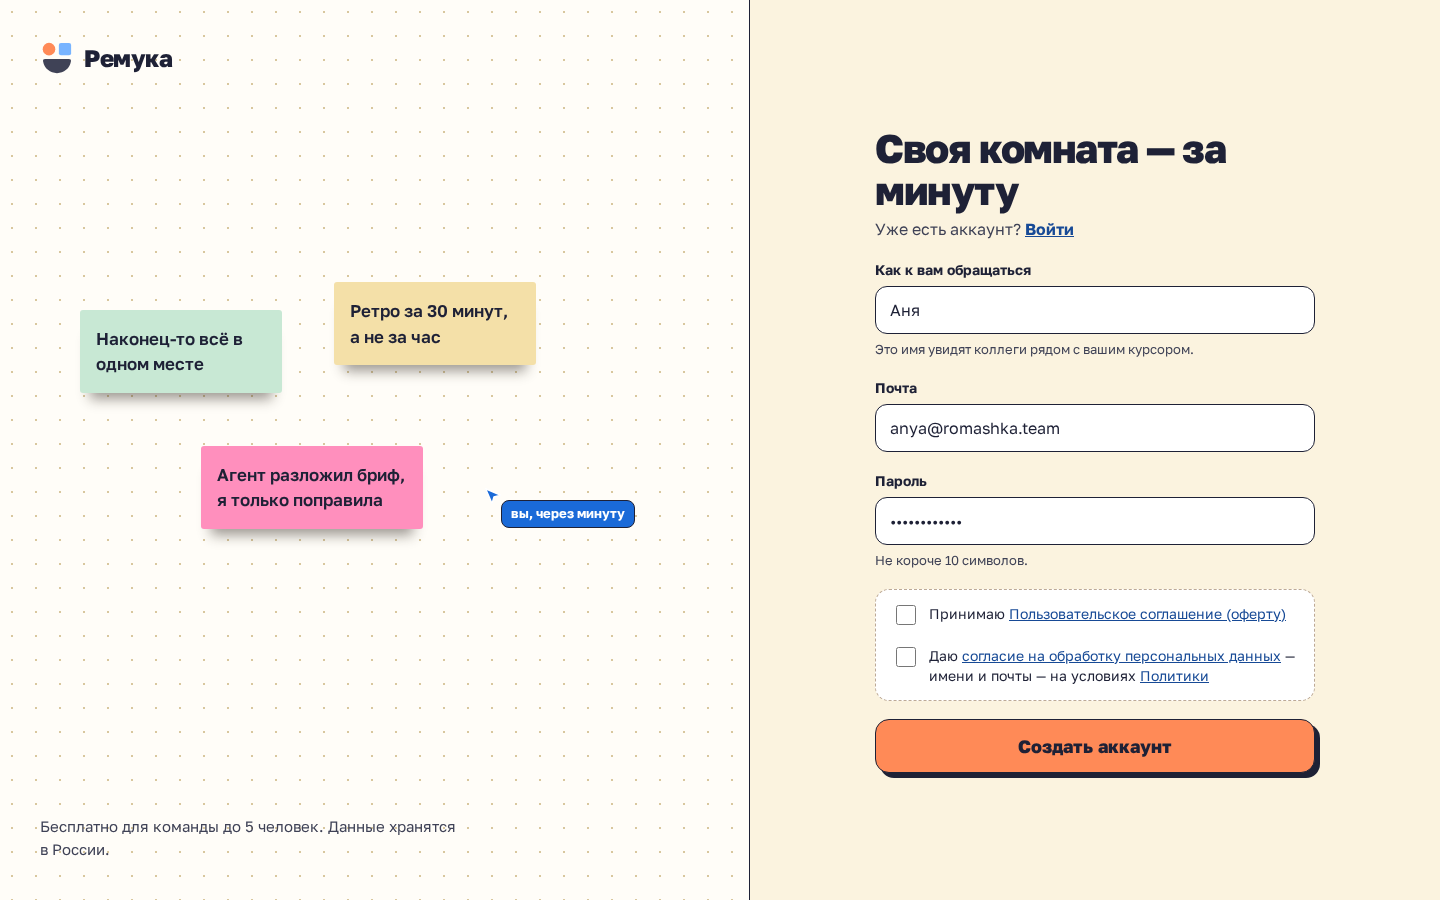 Ремука
Наконец-то всё в
одном месте
Ретро за 30 минут,
а не за час
Агент разложил бриф,
я только поправила
вы, через минуту
Бесплатно для команды до 5 человек. Данные хранятся
в России.
Своя комната — за
минуту
Уже есть аккаунт? Войти
Как к вам обращаться
Аня
Это имя увидят коллеги рядом с вашим курсором.
Почта
anya@romashka.team
Пароль
••••••••••••
Не короче 10 символов.
Принимаю Пользовательское соглашение (оферту)
Даю согласие на обработку персональных данных —
имени и почты — на условиях Политики
Создать аккаунт